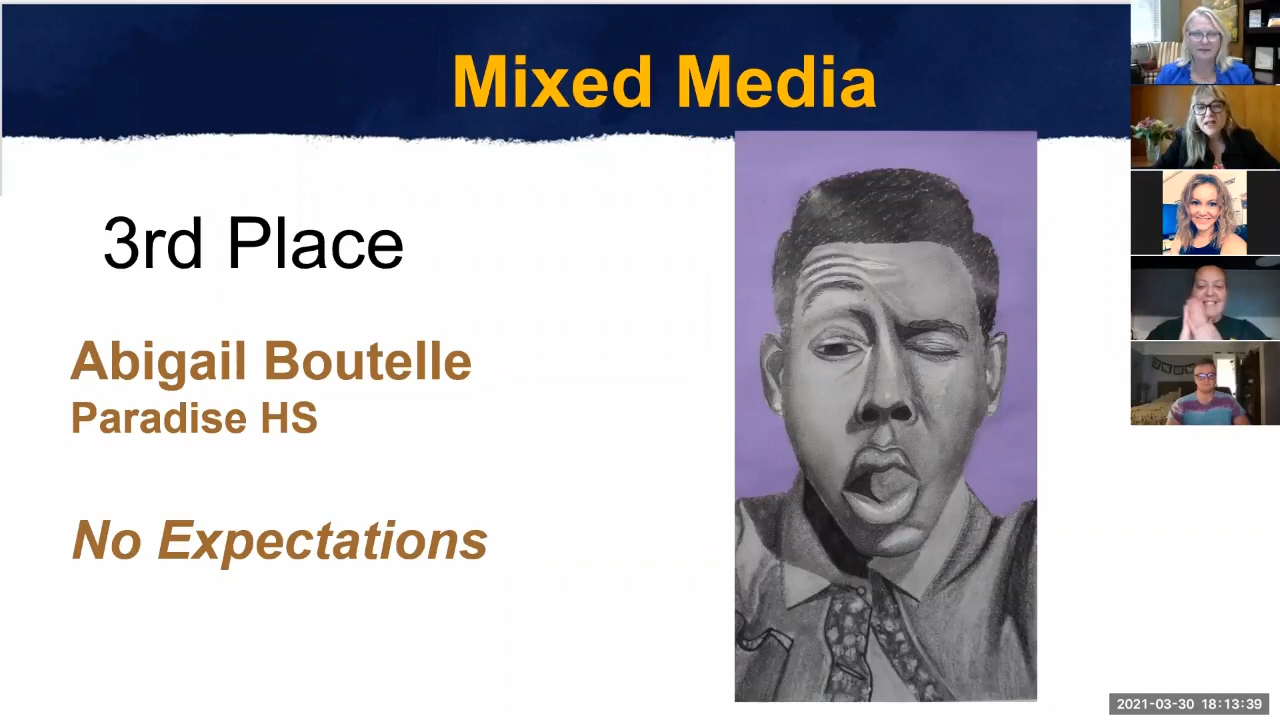 Mixed Media
3rd Place
Abigail Boutelle
Paradise HS
No Expectations
2021-03-30 18:13:39